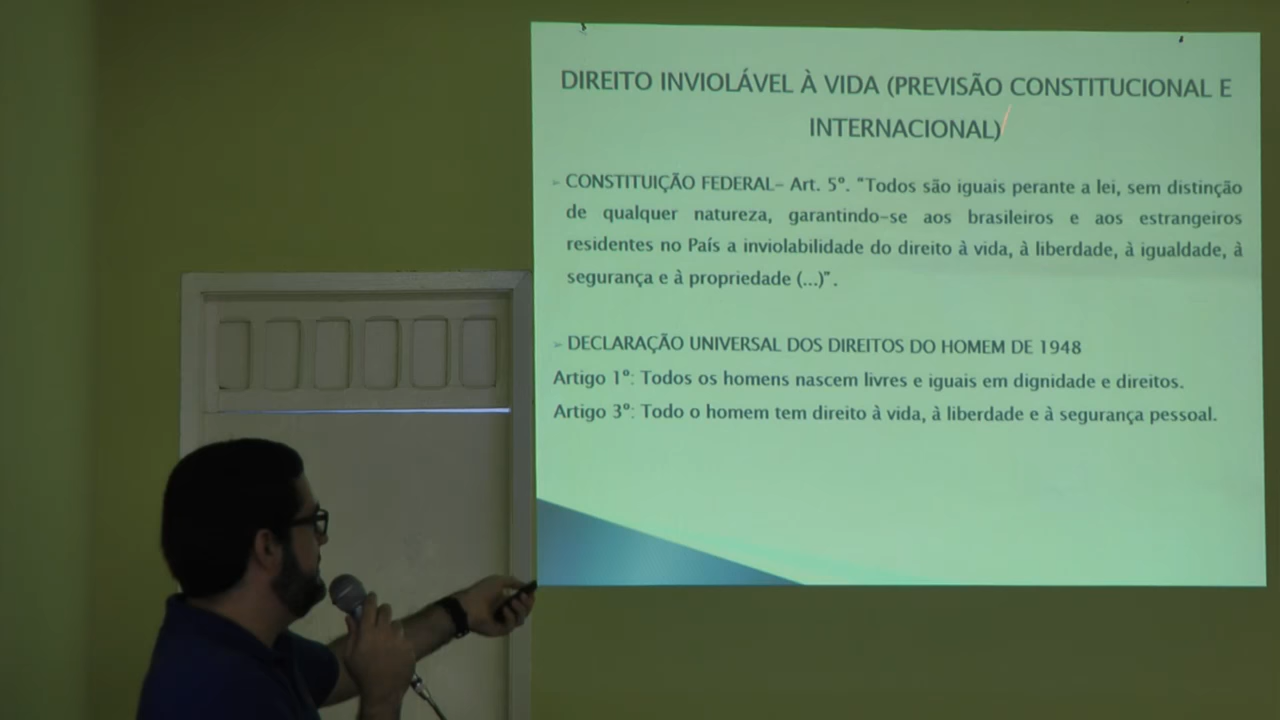 DIREITO INVIOLÁVEL À VIDA (PREVISÃO CONSTITUCIONAL E
INTERNACIONAL)
CONSTITUIÇÃO FEDERAL- Art. 5º. "Todos são iguais perante a lei, sem distinção
de qualquer natureza, garantindo-se aos brasileiros e aos estrangeiros
residentes no País a inviolabilidade do direito à vida, à liberdade, à igualdade, à
segurança e à propriedade (...)".
DECLARAÇÃO UNIVERSAL DOS DIREITOS DO HOMEM DE 1948
Artigo 1º: Todos os homens nascem livres e iguais em dignidade e direitos.
Artigo 3º: Todo o homem tem direito à vida, à liberdade e à segurança pessoal.